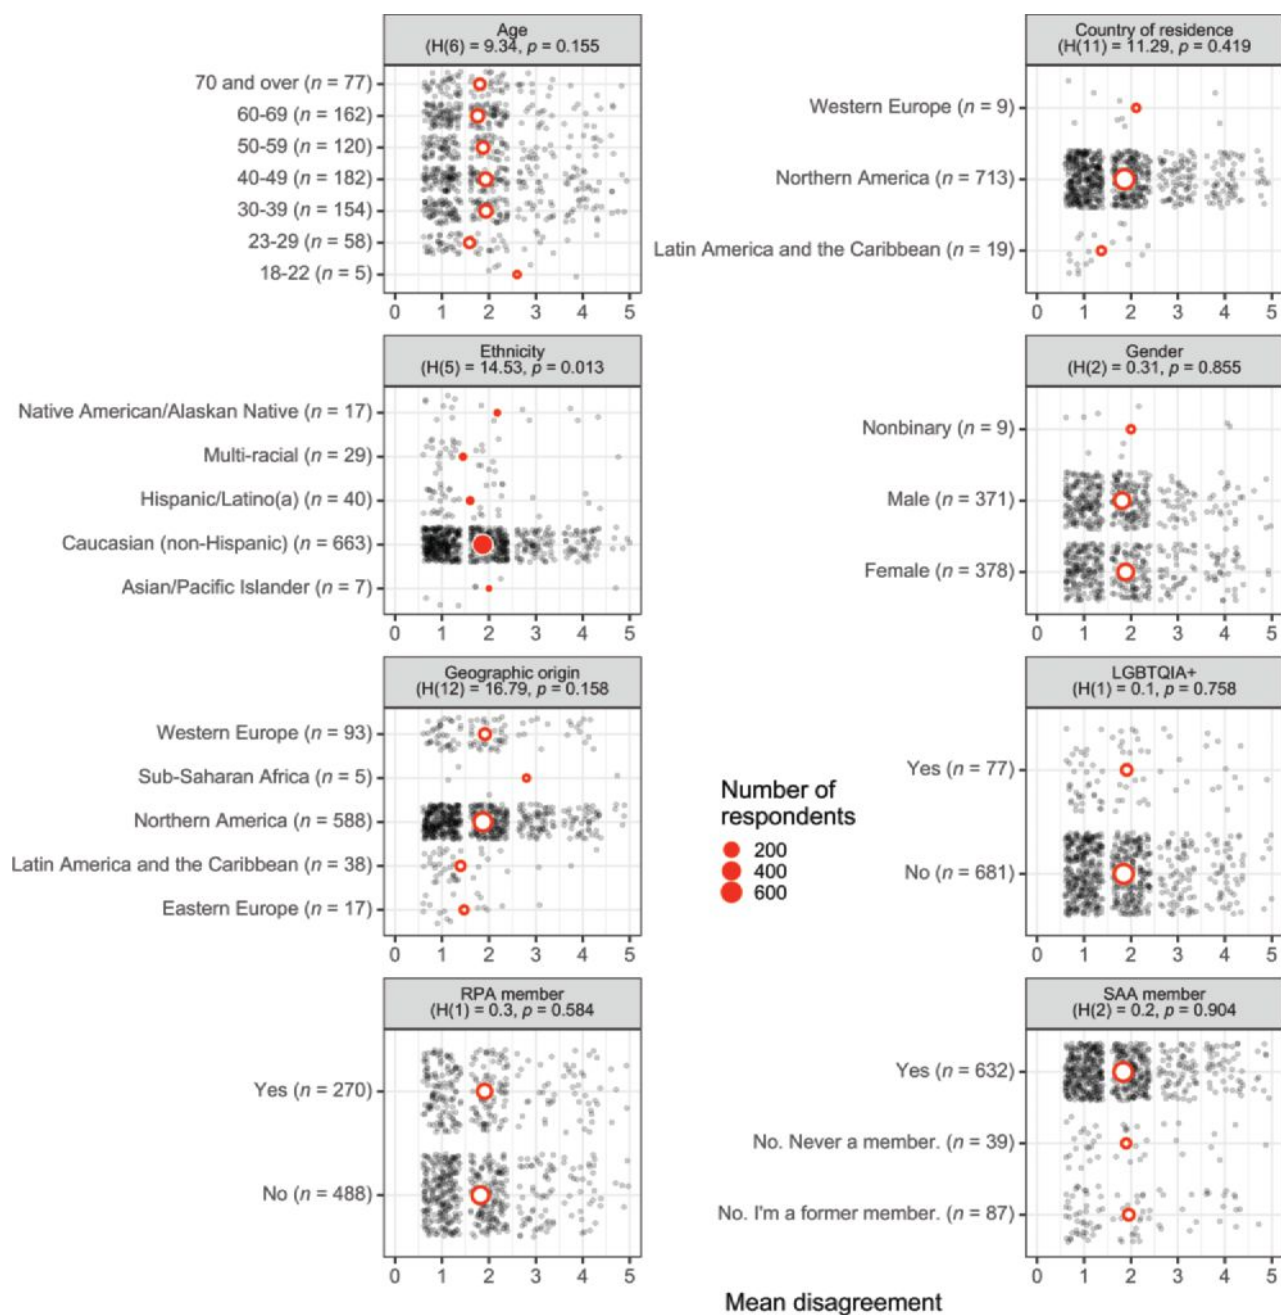 Age
(H(6) = 9.34, p = 0.155
70 and over (n = 77)
60-69 (n = 162)
50-59 (n = 120)
40-49 (n = 182)
30-39 (n = 154)
23-29 (n = 58)
18-22 (n = 5)
0 1 2 3 4 5
Country of residence
(H(11) = 11.29, p = 0.419
Western Europe (n = 9)
Northern America (n = 713)
Latin America and the Caribbean (n = 19)
0 1 2 3 4 5
Ethnicity
(H(5) = 14.53, p = 0.013
Native American/Alaskan Native (n = 17)
Multi-racial (n = 29)
Hispanic/Latino(a) (n = 40)
Caucasian (non-Hispanic) (n = 663)
Asian/Pacific Islander (n = 7)
0 1 2 3 4 5
Gender
(H(2) = 0.31, p = 0.855
Nonbinary (n = 9)
Male (n = 371)
Female (n = 378)
0 1 2 3 4 5
Geographic origin
(H(12) = 16.79, p = 0.158
Western Europe (n = 93)
Sub-Saharan Africa (n = 5)
Northern America (n = 588)
Latin America and the Caribbean (n = 38)
Eastern Europe (n = 17)
0 1 2 3 4 5
Number of
respondents
200
400
600
LGBTQIA+
(H(1) = 0.1, p = 0.758
Yes (n = 77)
No (n = 681)
0 1 2 3 4 5
RPA member
(H(1) = 0.3, p = 0.584
Yes (n = 270)
No (n = 488)
0 1 2 3 4 5
SAA member
(H(2) = 0.2, p = 0.904
Yes (n = 632)
No. Never a member. (n = 39)
No. I'm a former member. (n = 87)
0 1 2 3 4 5
Mean disagreement